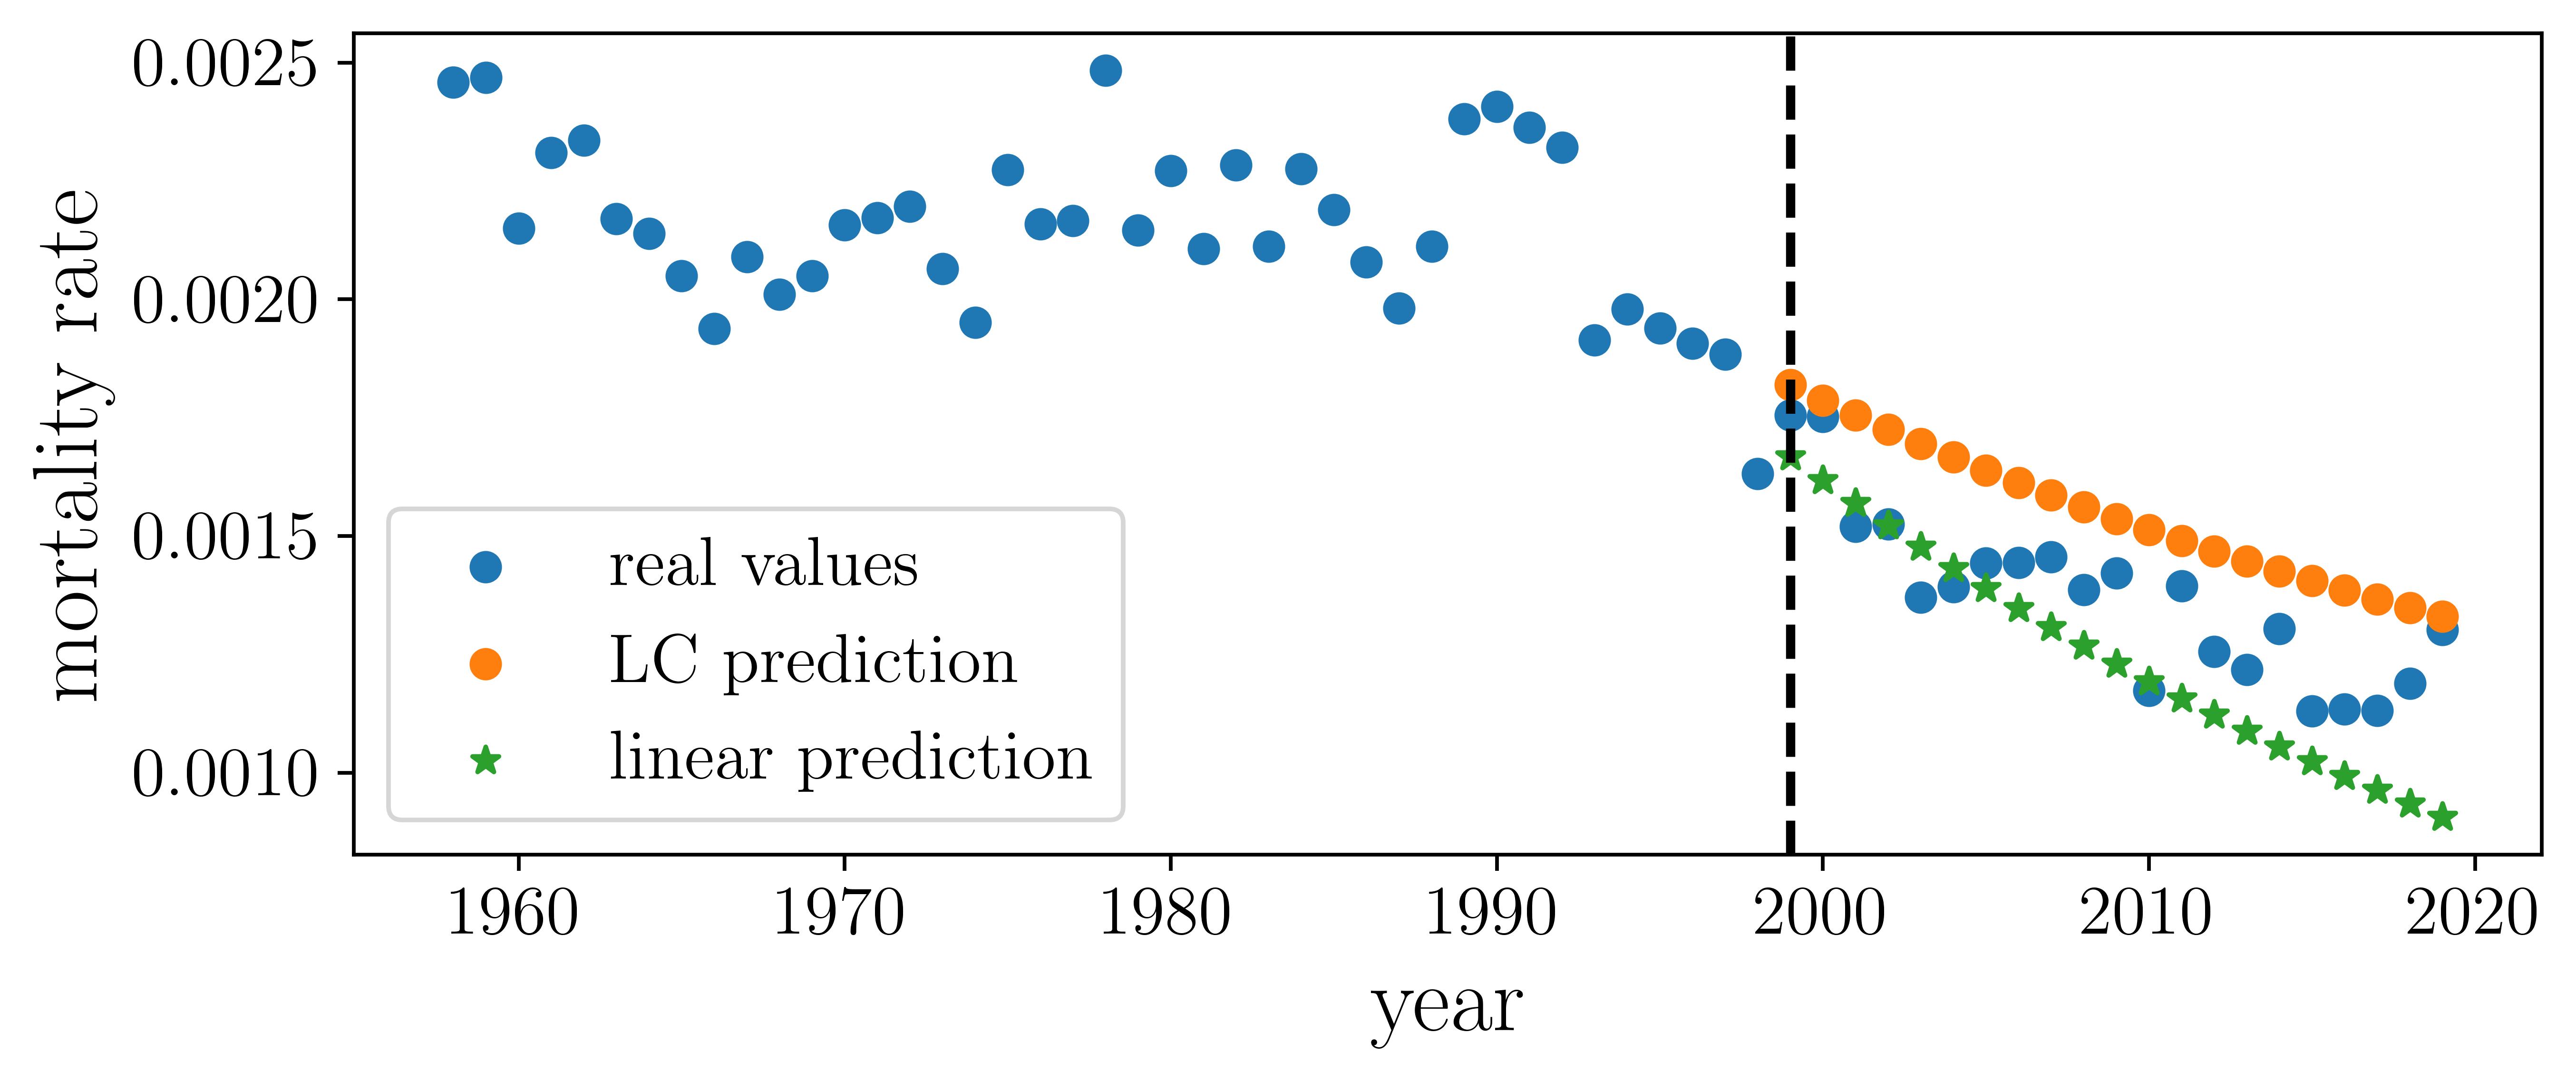 0.0025
0.0020
0.0015
0.0010
mortality rate
real values
LC prediction
linear prediction
1960 1970 1980 1990 2000 2010 2020
year